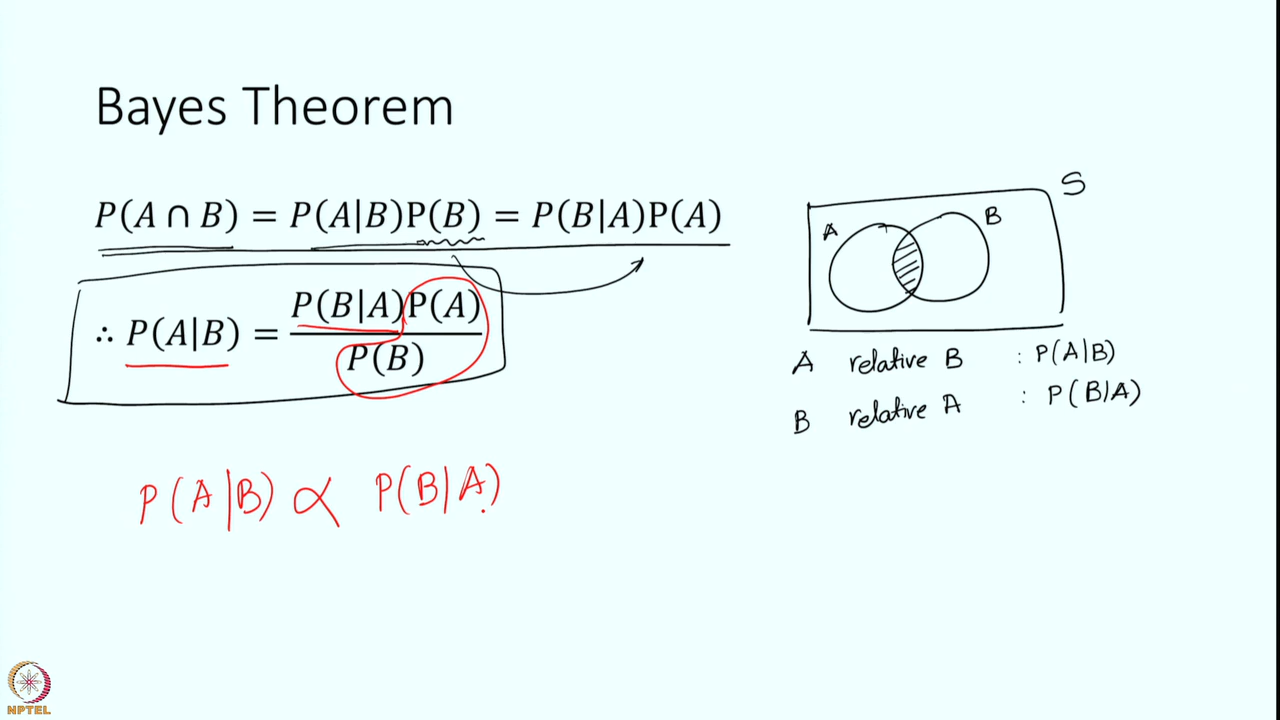 Bayes Theorem
P(A ∩ B) = P(A|B)P(B) = P(B|A)P(A)
∴ P(A|B) = P(B|A)P(A) / P(B)
P(A|B) ∝ P(B|A)
S
A B
A relative B : P(A|B)
B relative A : P(B|A)
NPTEL